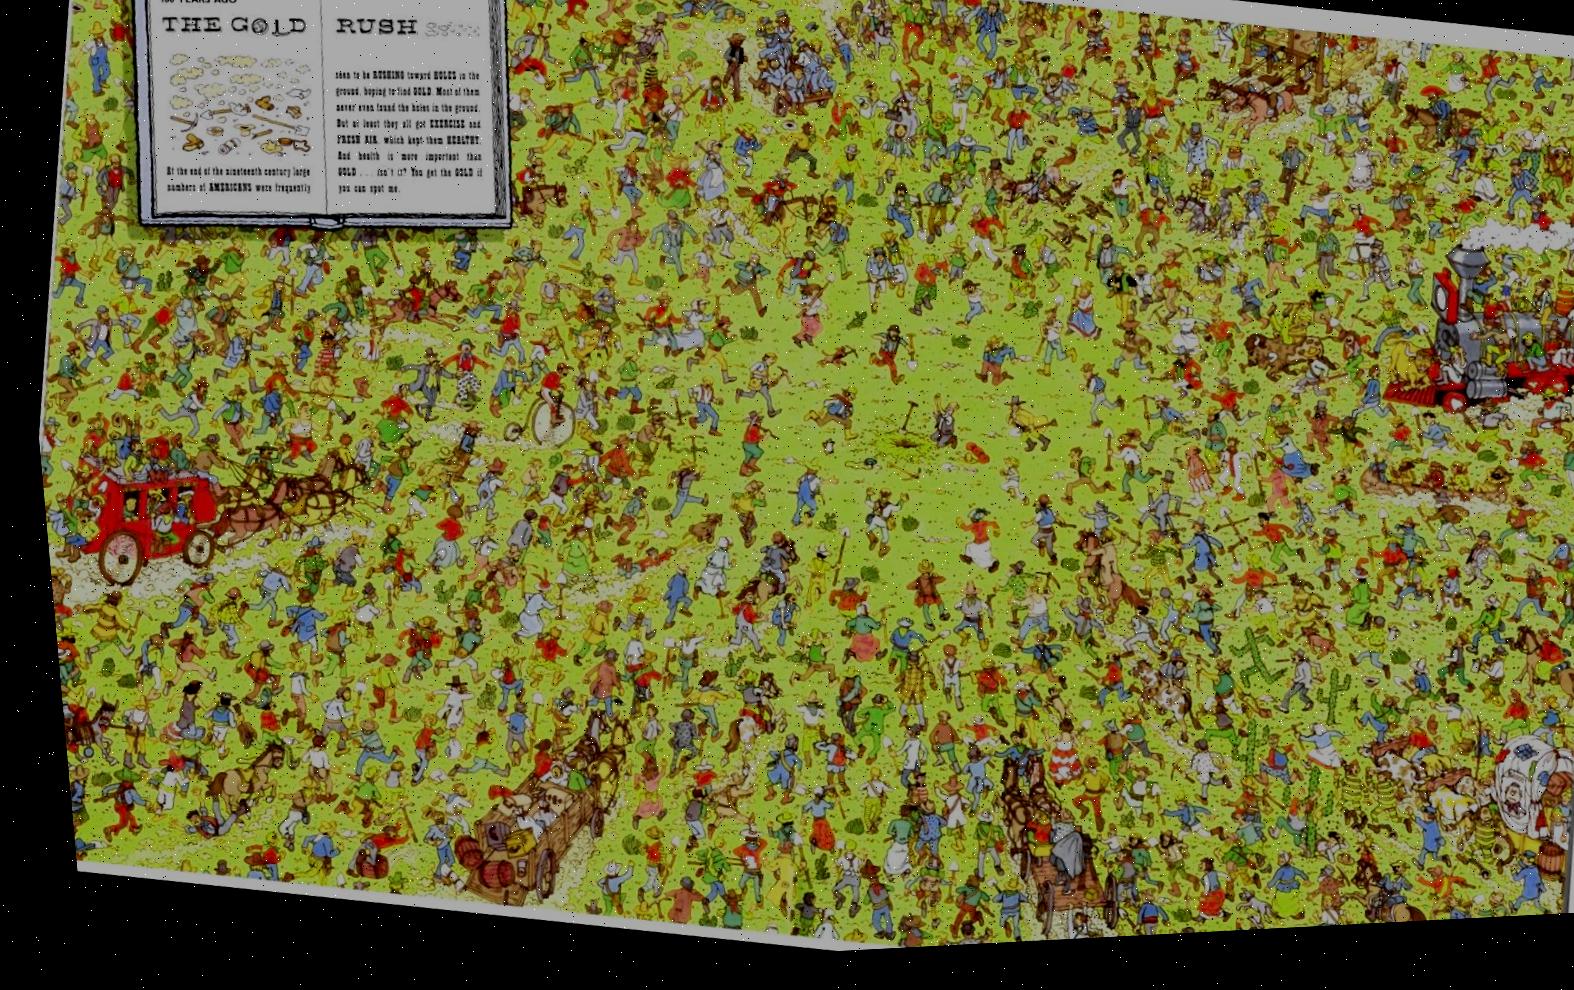 100 YEARS AGO
THE GOLD RUSH
At the end of the nineteenth century large
numbers of AMERICANS were frequently
seen to be RUSHING toward HOLES in the
ground, hoping to find GOLD. Most of them
never even found the holes in the ground.
But at least they all got EXERCISE and
FRESH AIR, which kept them HEALTHY.
And health is more important than
GOLD . . . isn't it? You get the GOLD if
you can spot me.